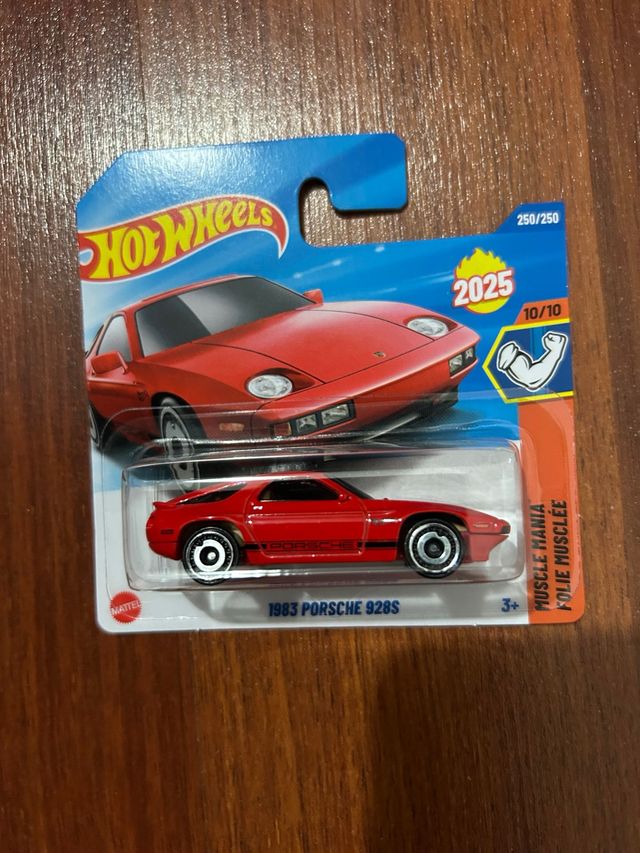 HOT WHEELS
250/250
2025
10/10
MUSCLE MANIA
FOLIE MUSCLÉE
PORSCHE
MATTEL
1983 PORSCHE 928S
3+